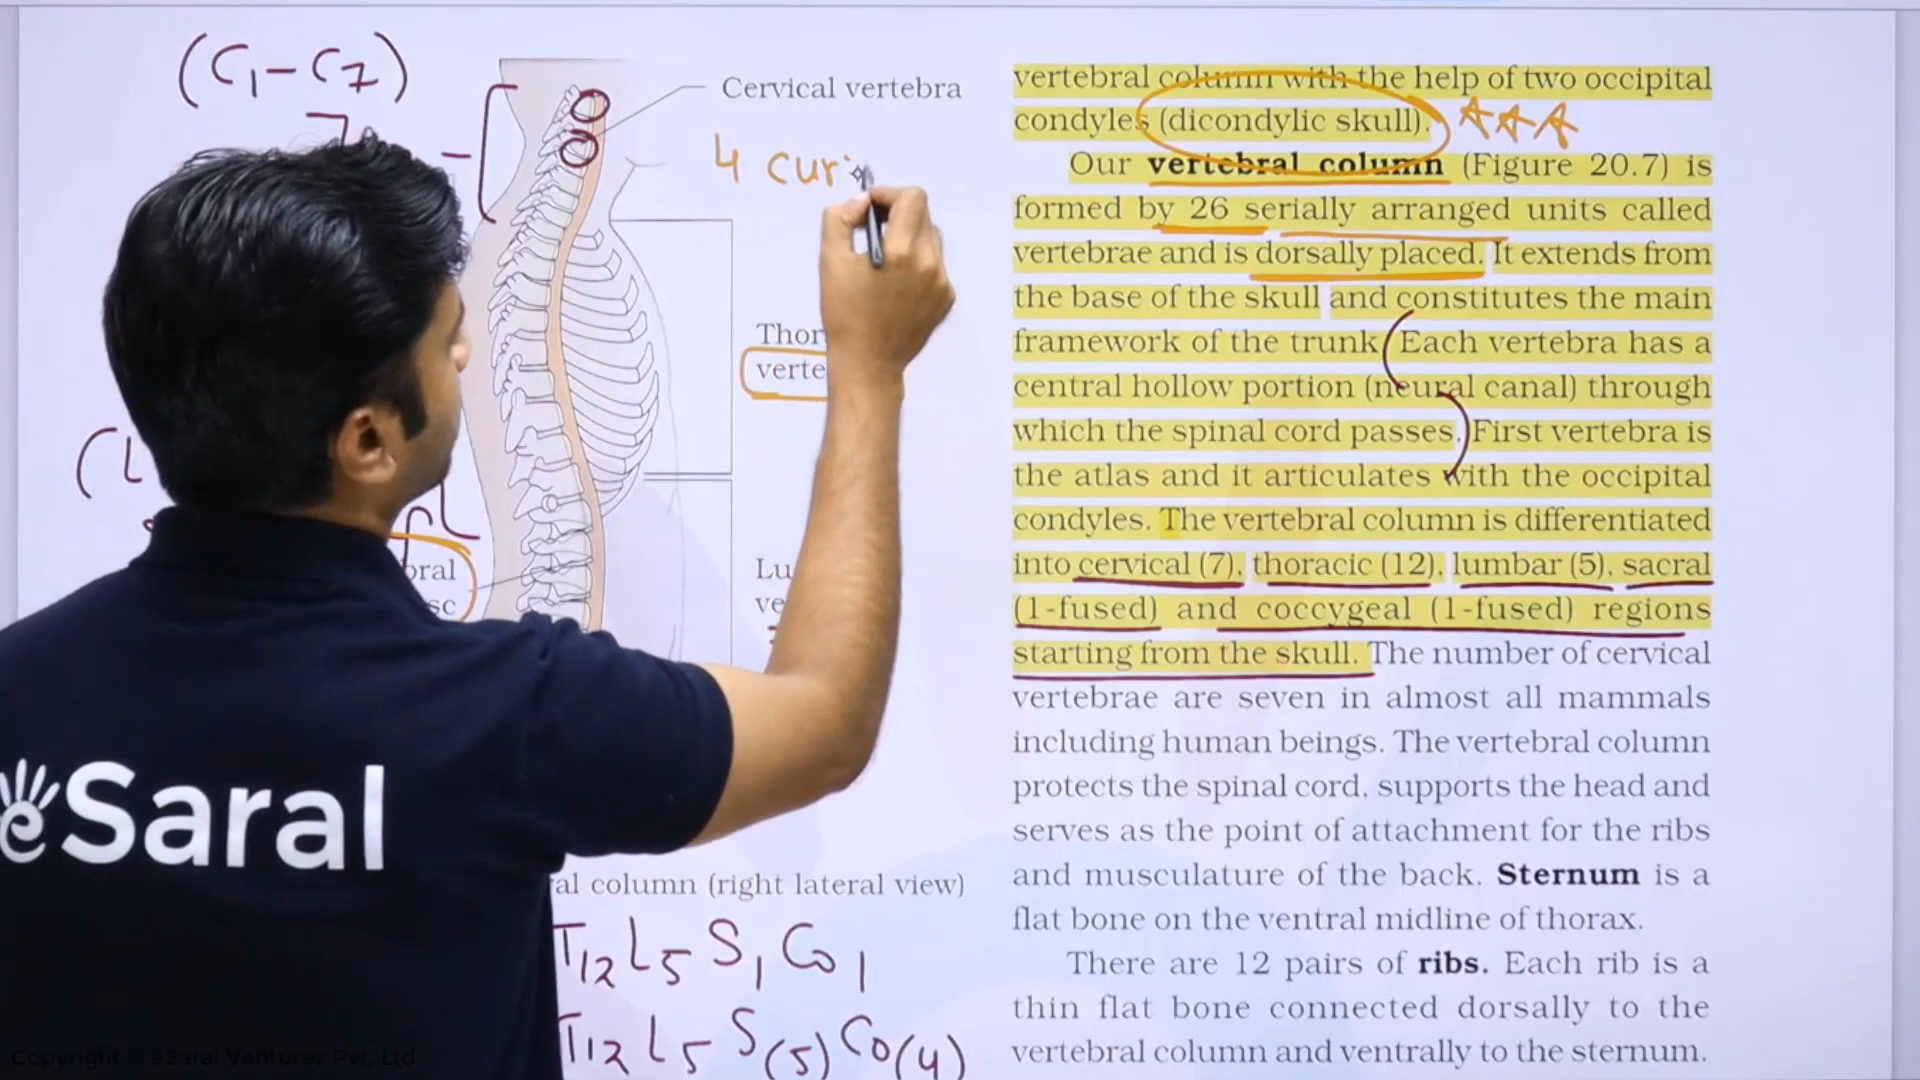 (C1-C7)
7
Cervical vertebra
4 cur
Thor
verte
(L
bral
sc
Lu
ve
eSaral
al column (right lateral view)
T12 L5 S1 Co1
T12 L5 S(5) Co(4)
Copyright © eSaral Ventures Pvt. Ltd.
vertebral column with the help of two occipital
condyles (dicondylic skull).
Our vertebral column (Figure 20.7) is
formed by 26 serially arranged units called
vertebrae and is dorsally placed. It extends from
the base of the skull and constitutes the main
framework of the trunk (Each vertebra has a
central hollow portion (neural canal) through
which the spinal cord passes.) First vertebra is
the atlas and it articulates with the occipital
condyles. The vertebral column is differentiated
into cervical (7), thoracic (12), lumbar (5), sacral
(1-fused) and coccygeal (1-fused) regions
starting from the skull. The number of cervical
vertebrae are seven in almost all mammals
including human beings. The vertebral column
protects the spinal cord, supports the head and
serves as the point of attachment for the ribs
and musculature of the back. Sternum is a
flat bone on the ventral midline of thorax.
There are 12 pairs of ribs. Each rib is a
thin flat bone connected dorsally to the
vertebral column and ventrally to the sternum.